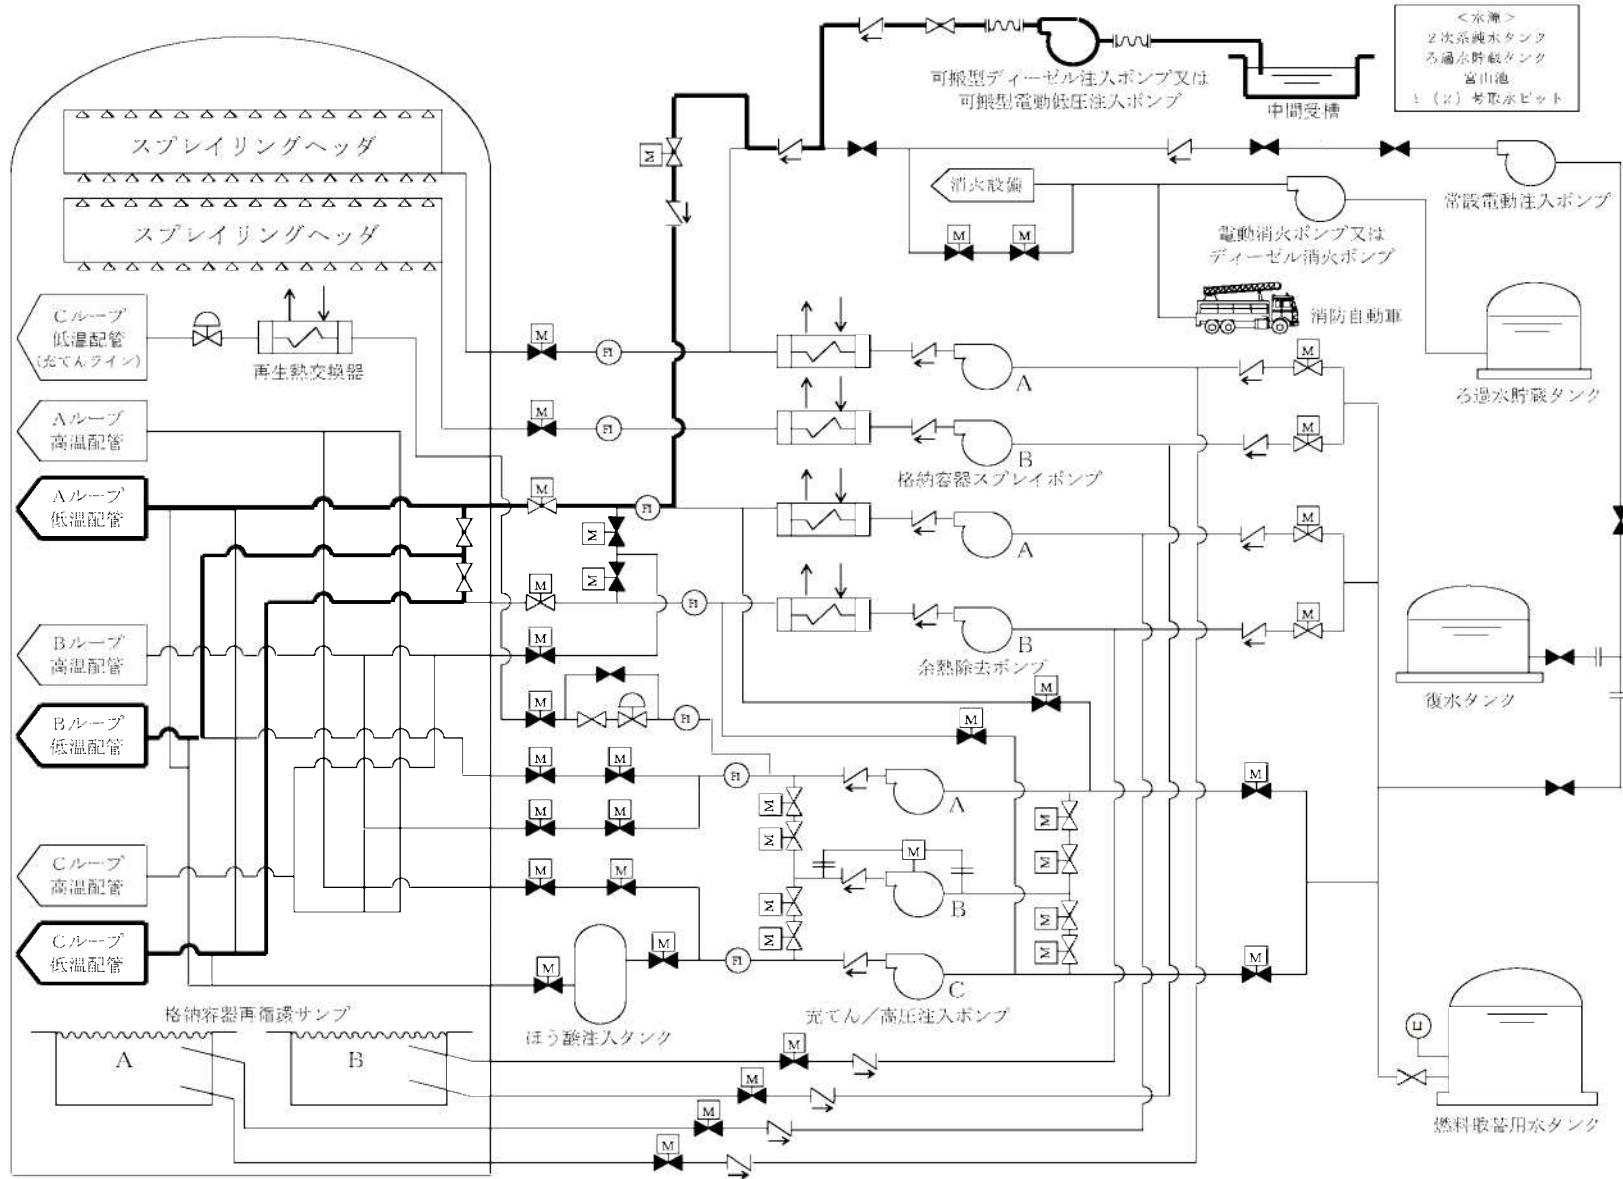 <水源>
2次系純水タンク
ろ過水貯蔵タンク
宮山池
1(2)号取水ピット
可搬型ディーゼル注入ポンプ又は
可搬型電動低圧注入ポンプ
中間受槽
スプレイリングヘッダ
スプレイリングヘッダ
M
消火設備
常設電動注入ポンプ
電動消火ポンプ又は
ディーゼル消火ポンプ
M
M
消防自動車
ろ過水貯蔵タンク
Cループ
低温配管
(充てんライン)
再生熱交換器
M
FI
A
M
Aループ
高温配管
M
FI
B
M
格納容器スプレイポンプ
Aループ
低温配管
M
FI
M
A
M
M
M
FI
B
M
余熱除去ポンプ
Bループ
高温配管
M
M
復水タンク
Bループ
低温配管
M
FI
M
M
M
FI
A
M
M
M
M
M
M
M
M
B
Cループ
高温配管
M
M
M
M
M
M
Cループ
低温配管
M
M
FI
C
M
ほう酸注入タンク
充てん/高圧注入ポンプ
格納容器再循環サンプ
A
B
M
M
M
M
LI
燃料取替用水タンク